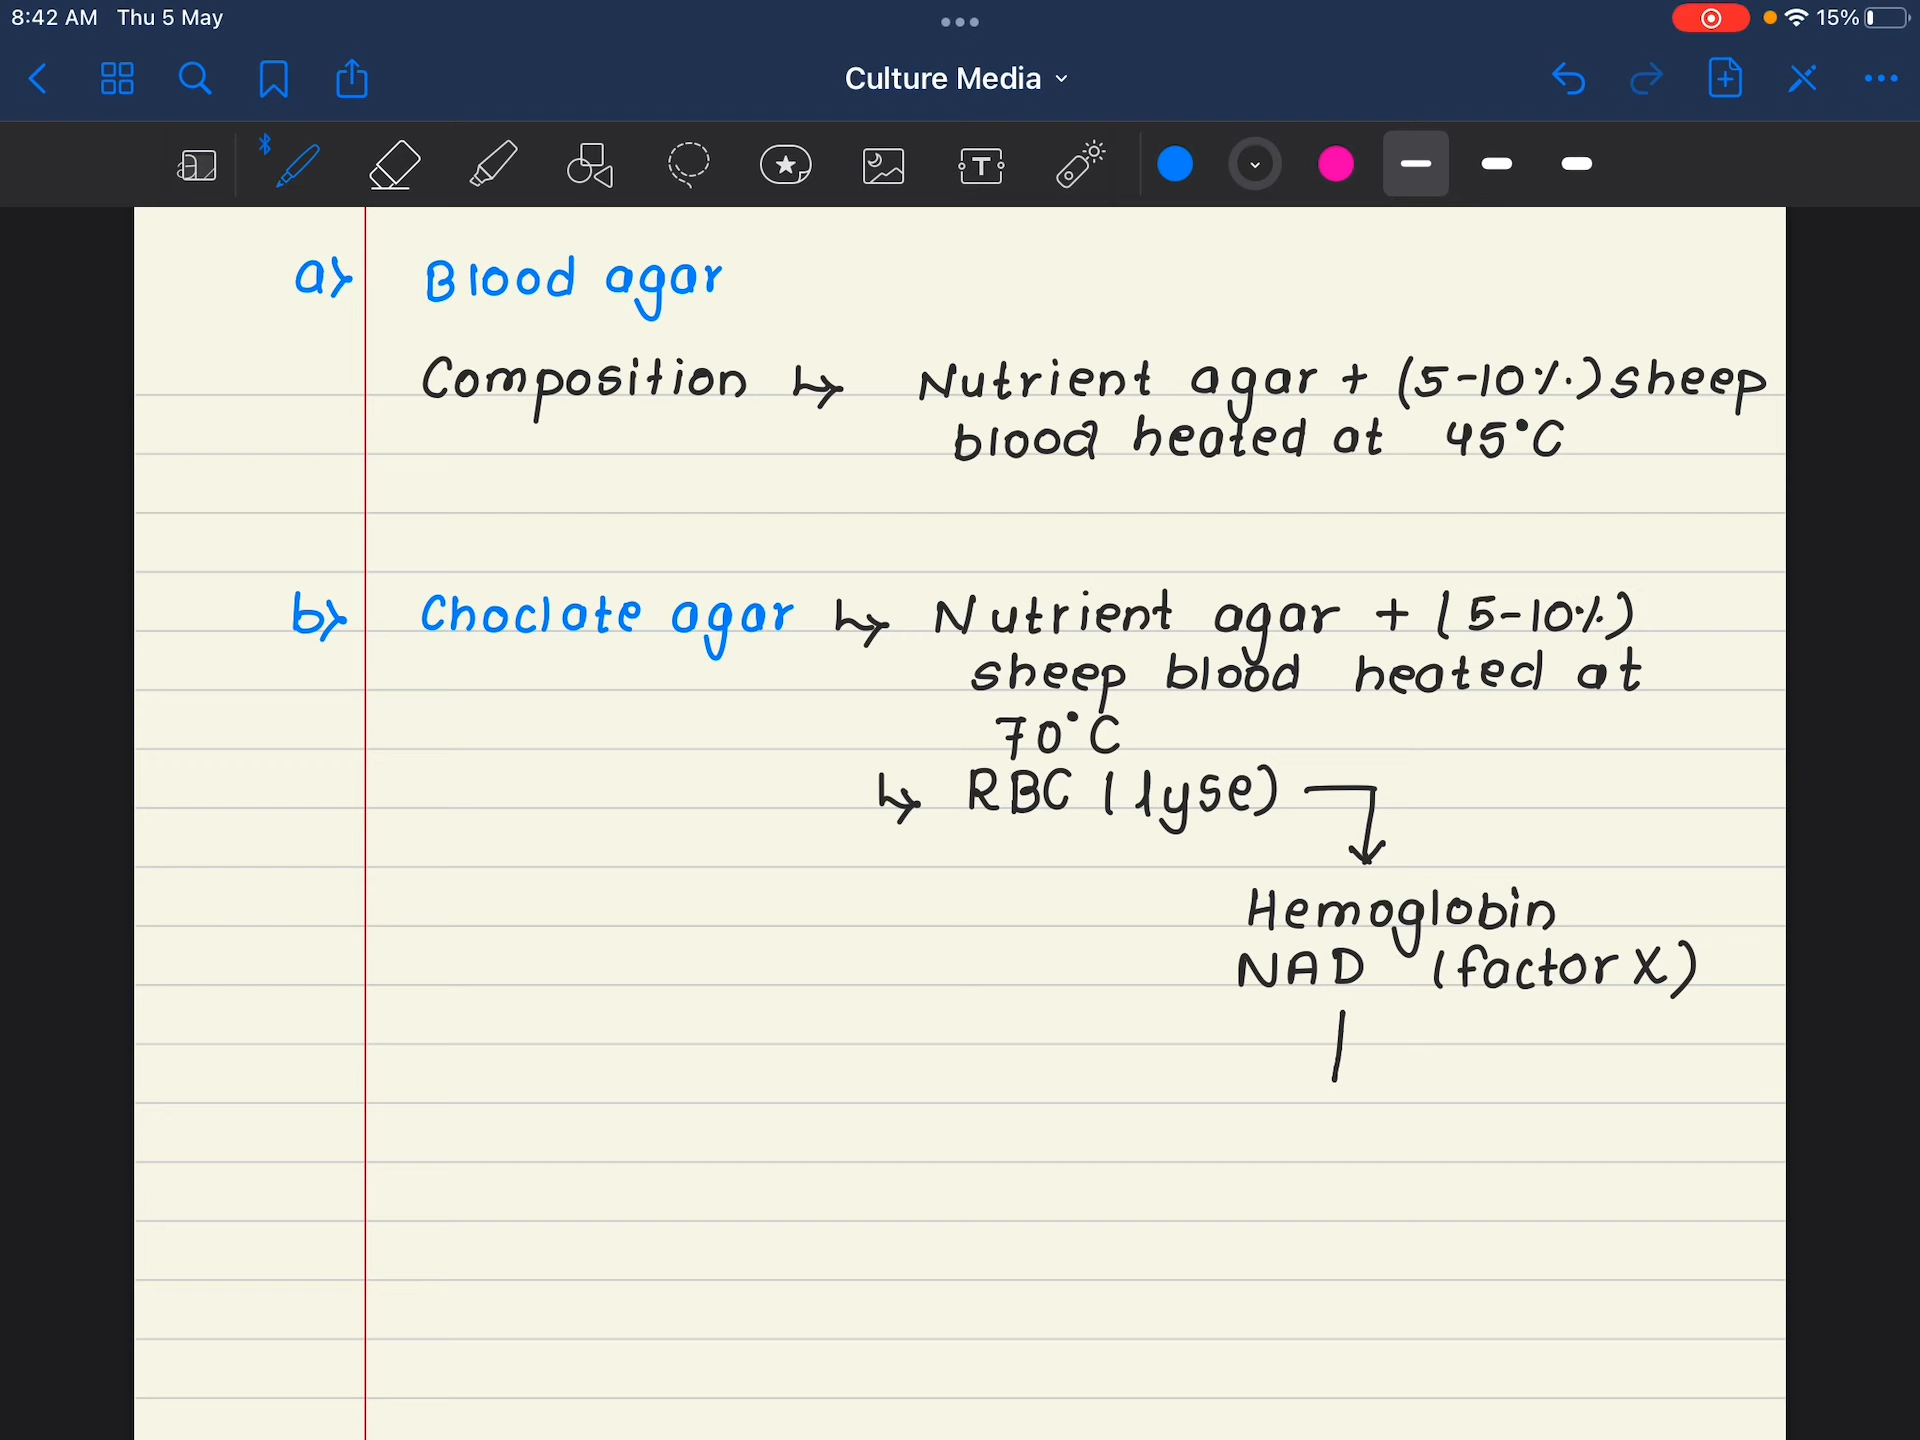 8:42 AM Thu 5 May
15%
Culture Media
T
a) Blood agar
Composition ↳ Nutrient agar + (5-10%) sheep
blood heated at 45°C
b) Choclate agar ↳ Nutrient agar + (5-10%)
sheep blood heated at
70°C
↳ RBC (lyse)
Hemoglobin
NAD (factor X)